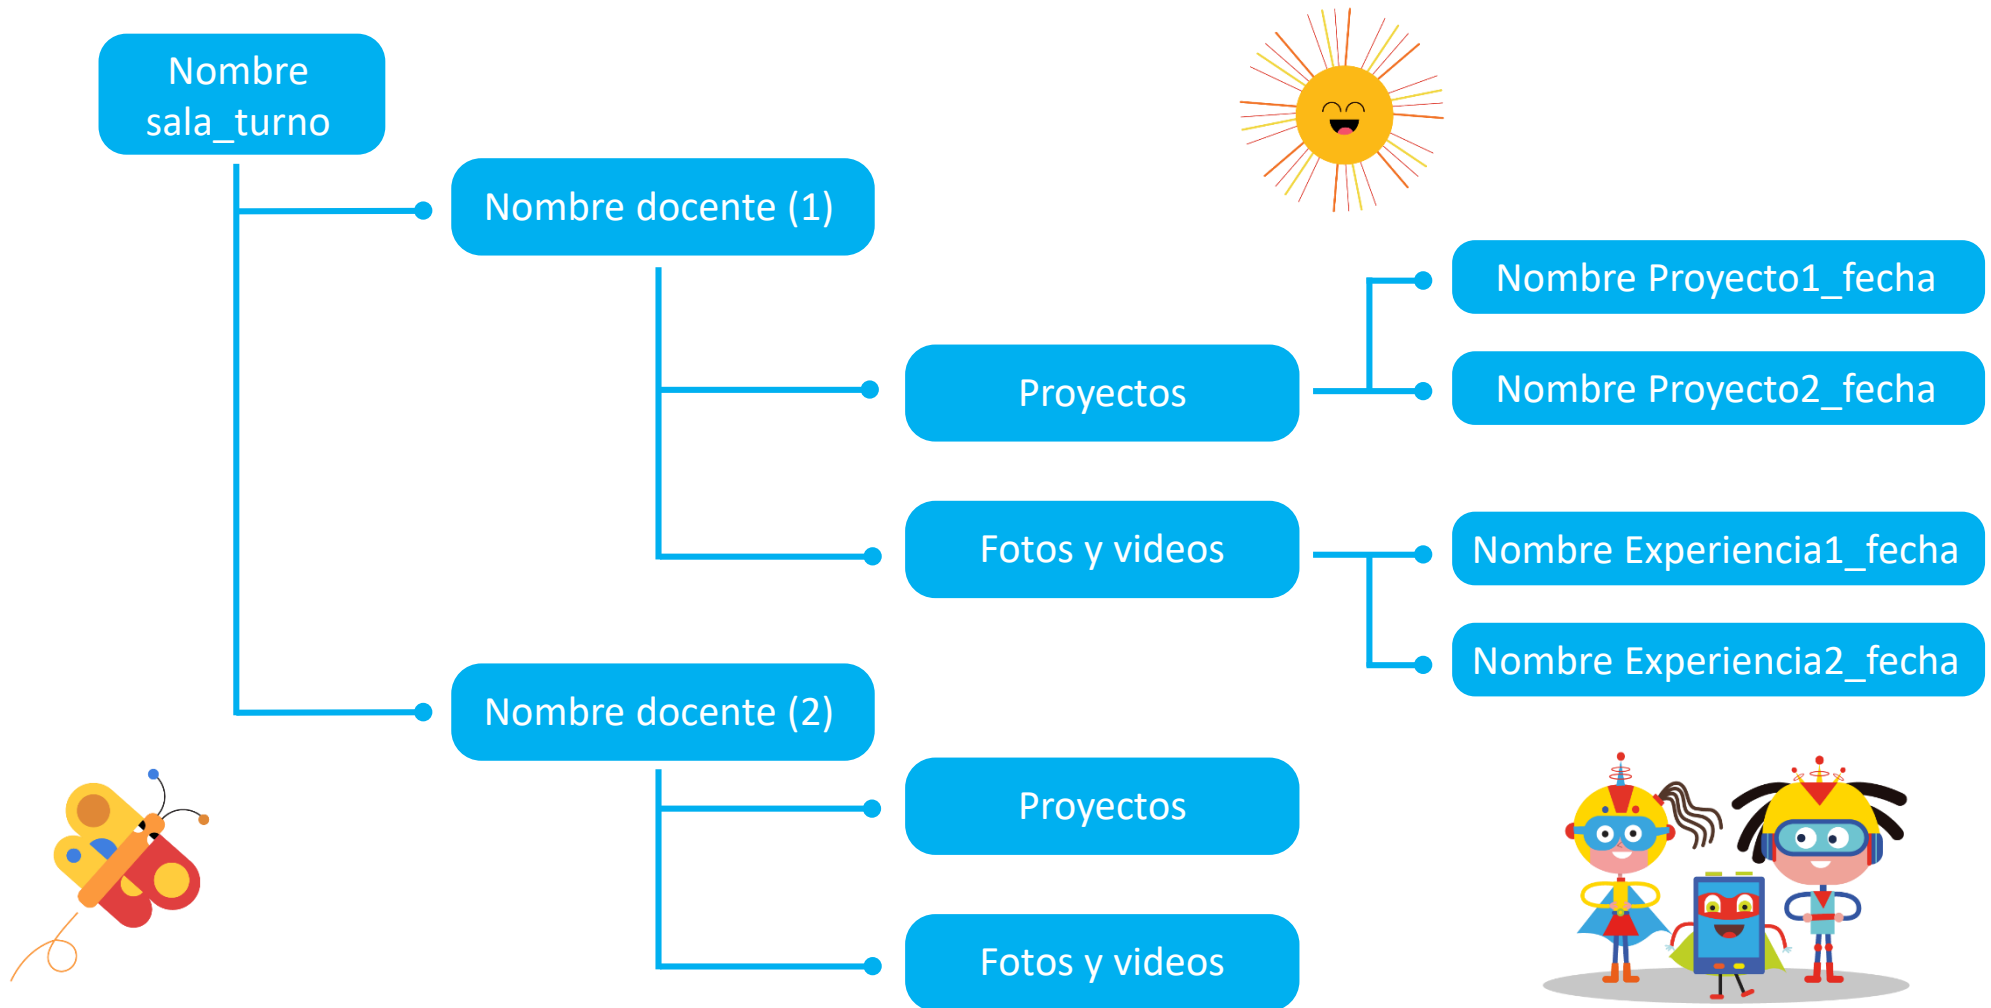 Nombre
sala_turno
Nombre docente (1)
Nombre Proyecto1_fecha
Proyectos
Nombre Proyecto2_fecha
Fotos y videos
Nombre Experiencia1_fecha
Nombre Experiencia2_fecha
Nombre docente (2)
Proyectos
Fotos y videos